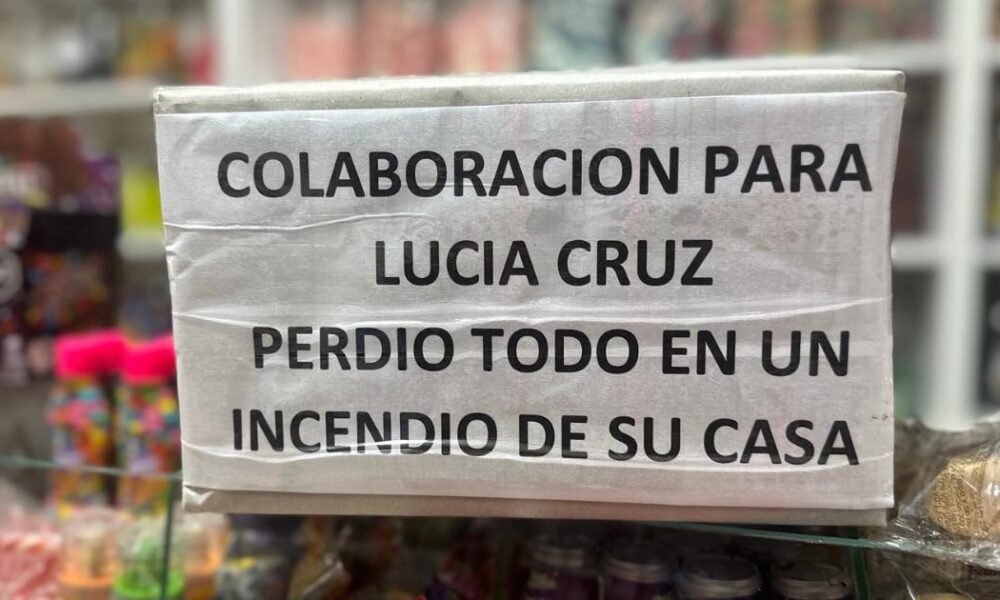 COLABORACION PARA
LUCIA CRUZ
PERDIO TODO EN UN
INCENDIO DE SU CASA